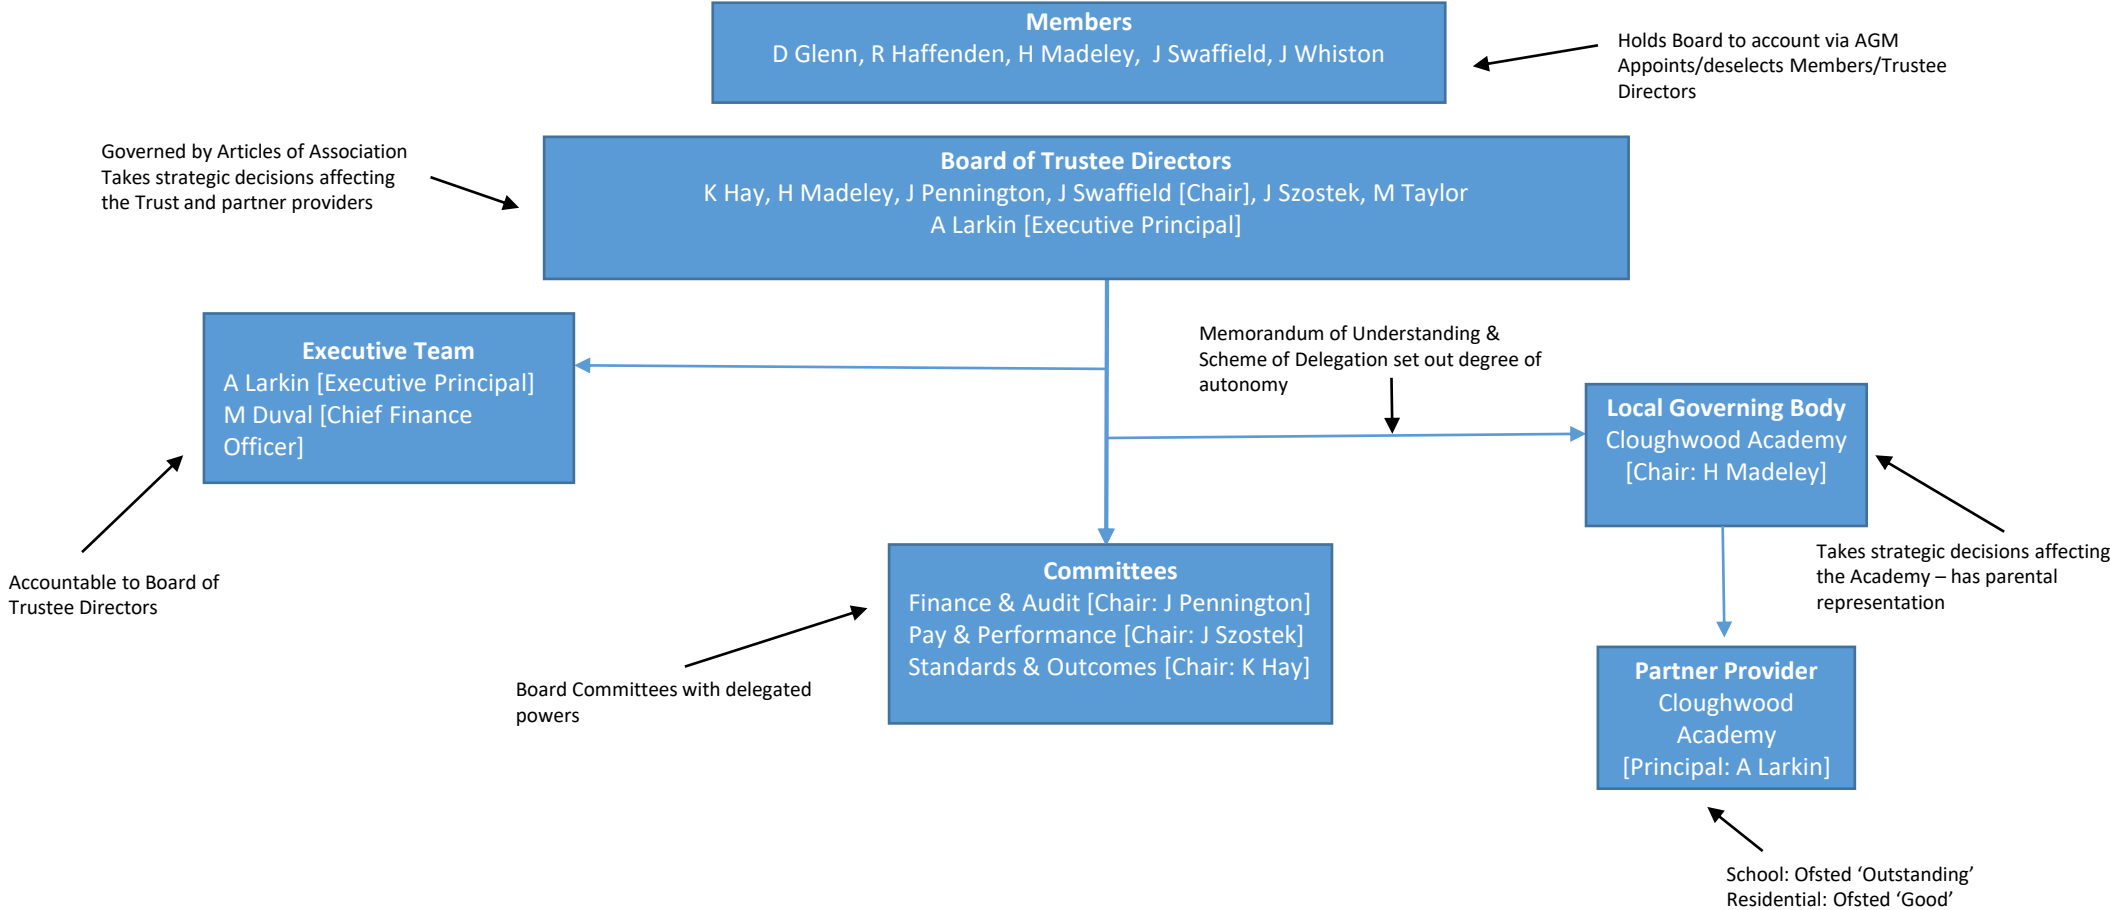 Members
D Glenn, R Haffenden, H Madeley, J Swaffield, J Whiston
Holds Board to account via AGM
Appoints/deselects Members/Trustee
Directors
Governed by Articles of Association
Takes strategic decisions affecting
the Trust and partner providers
Board of Trustee Directors
K Hay, H Madeley, J Pennington, J Swaffield [Chair], J Szostek, M Taylor
A Larkin [Executive Principal]
Executive Team
A Larkin [Executive Principal]
M Duval [Chief Finance
Officer]
Memorandum of Understanding &
Scheme of Delegation set out degree of
autonomy
Local Governing Body
Cloughwood Academy
[Chair: H Madeley]
Accountable to Board of
Trustee Directors
Committees
Finance & Audit [Chair: J Pennington]
Pay & Performance [Chair: J Szostek]
Standards & Outcomes [Chair: K Hay]
Takes strategic decisions affecting
the Academy – has parental
representation
Board Committees with delegated
powers
Partner Provider
Cloughwood
Academy
[Principal: A Larkin]
School: Ofsted ‘Outstanding’
Residential: Ofsted ‘Good’